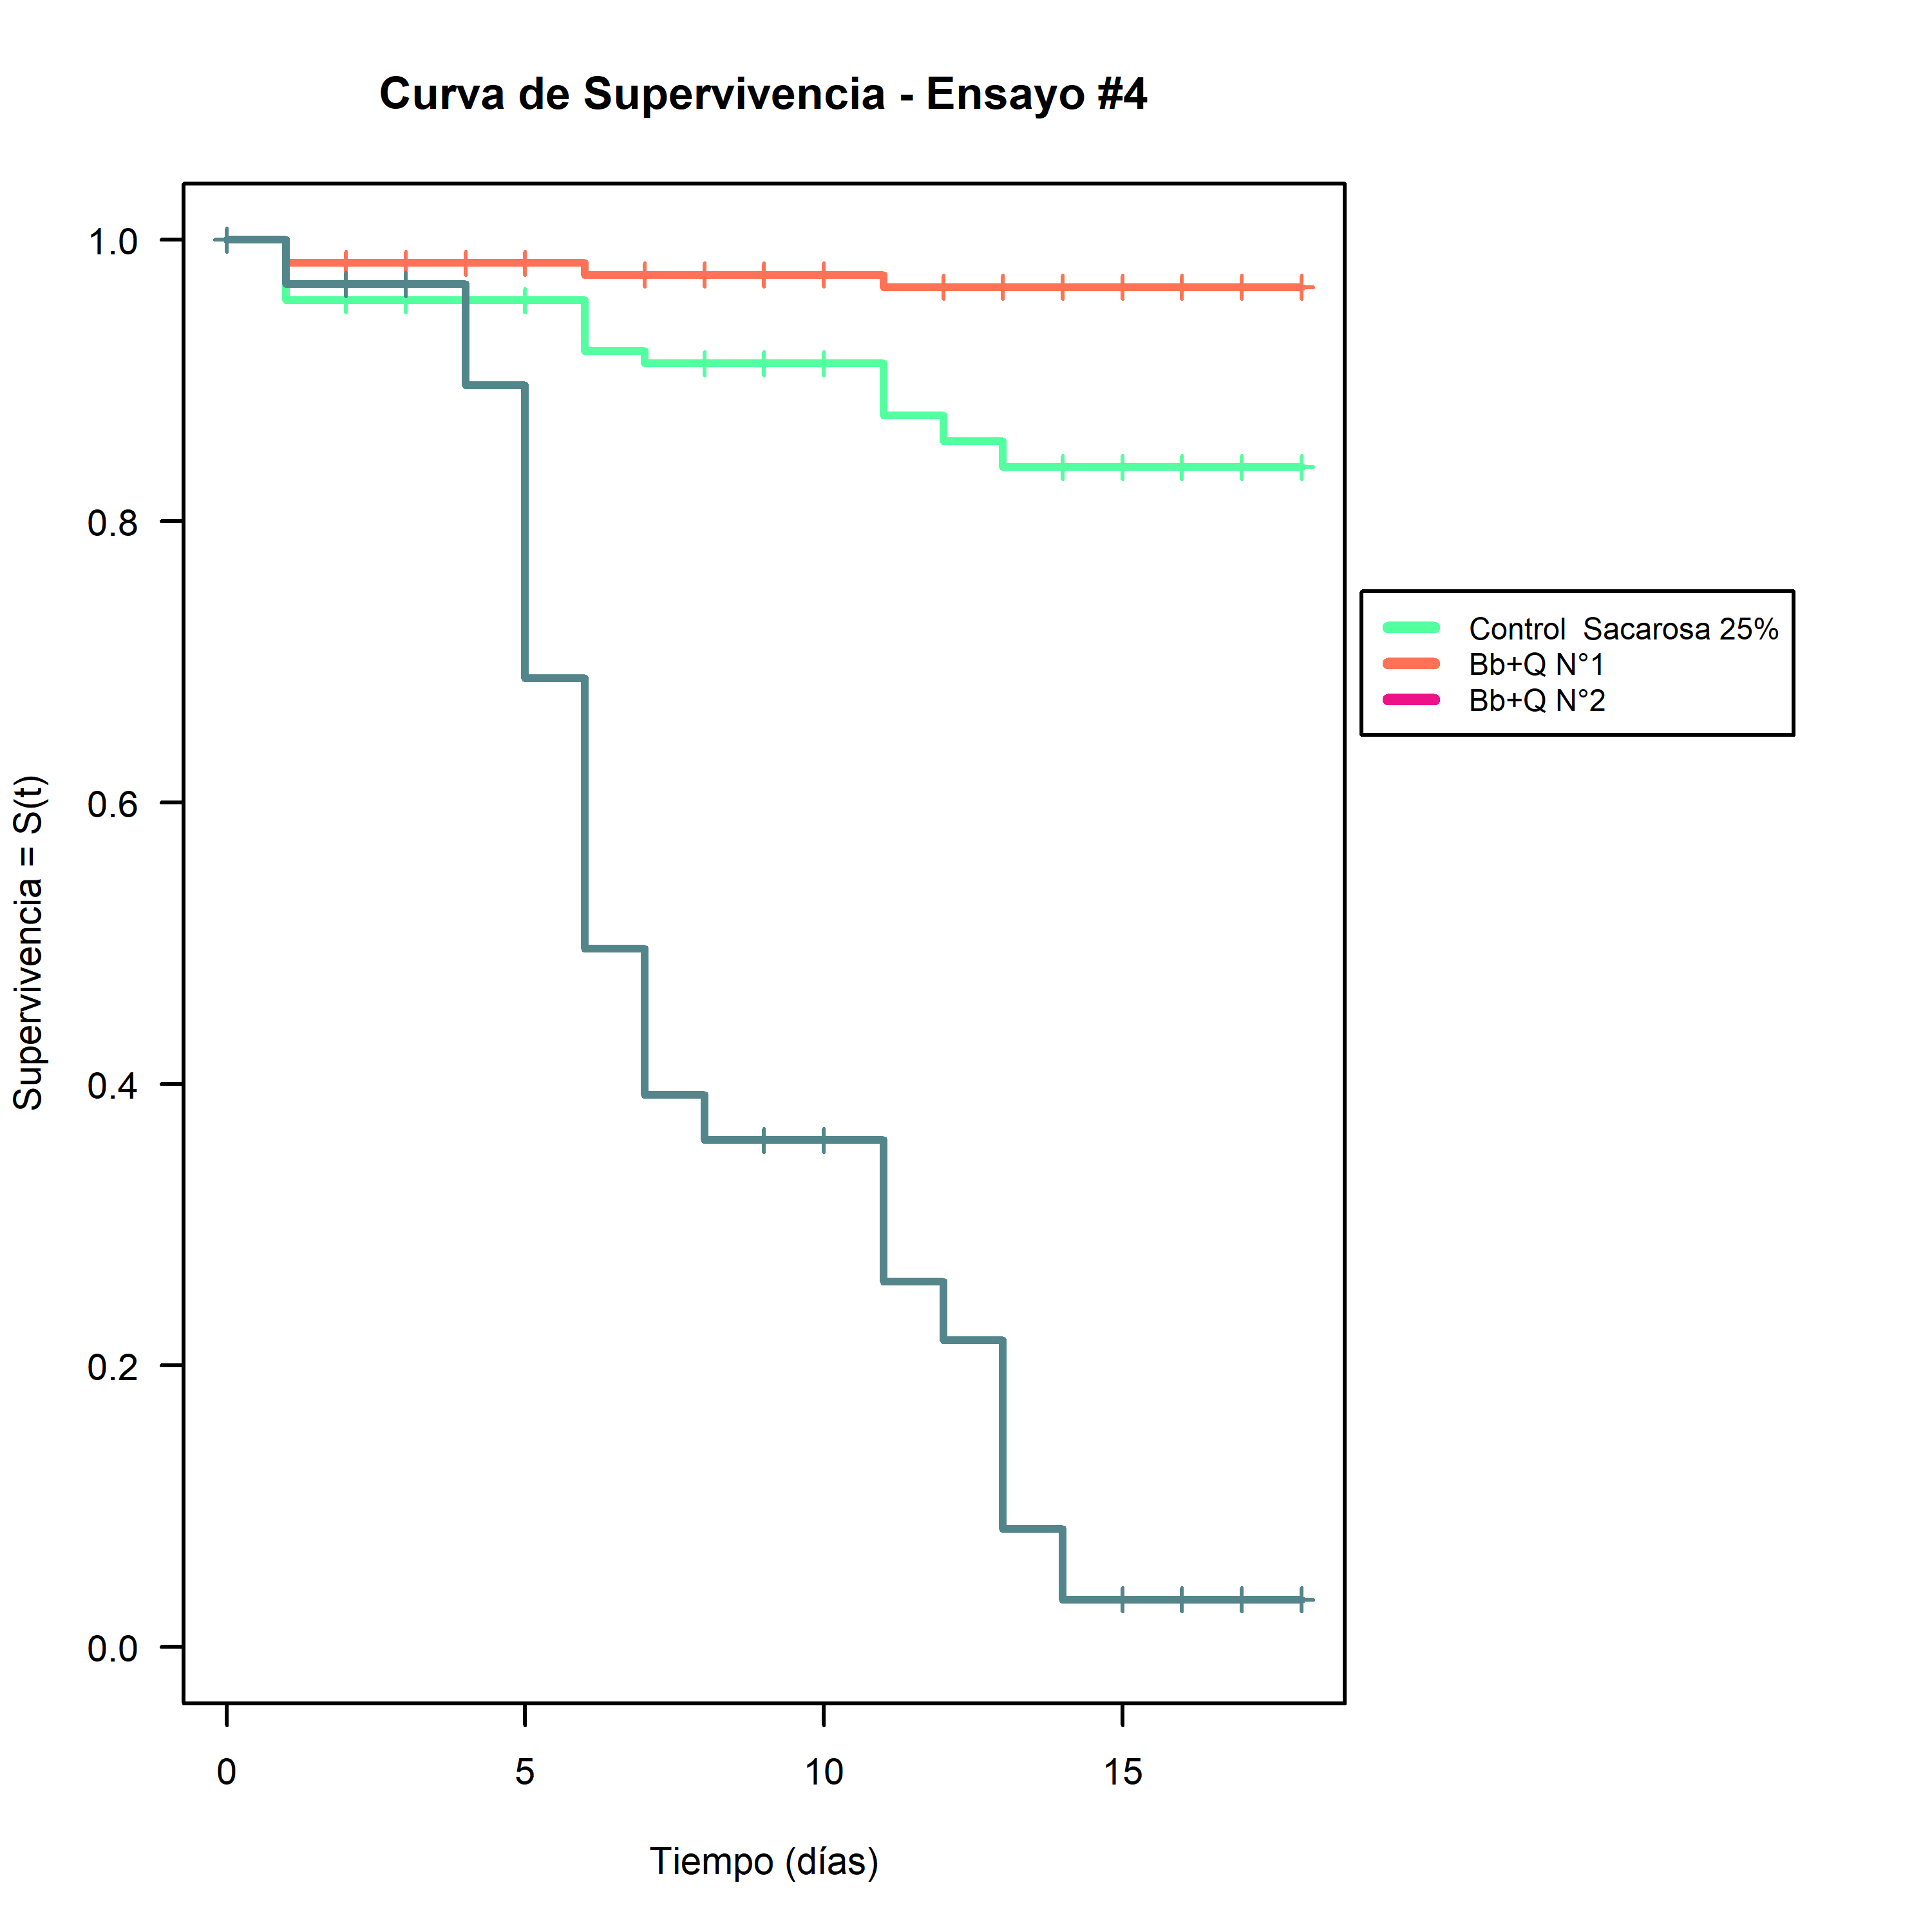 Curva de Supervivencia - Ensayo #4
Supervivencia = S(t)
1.0
0.8
0.6
0.4
0.2
0.0
0 5 10 15
Tiempo (días)
Control  Sacarosa 25%
Bb+Q N°1
Bb+Q N°2